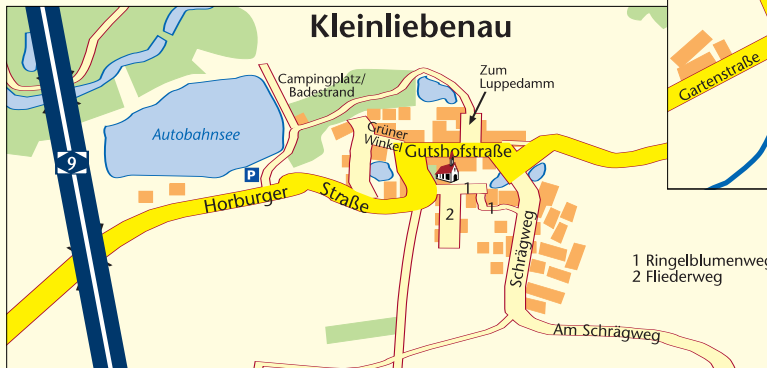 Kleinliebenau
Campingplatz/
Badestrand
Zum
Luppedamm
Gartenstraße
Autobahnsee
Grüner
Winkel
Gutshofstraße
9
P
Horburger Straße
1
1
2
Schrägweg
1 Ringelblumenweg
2 Fliederweg
Am Schrägweg